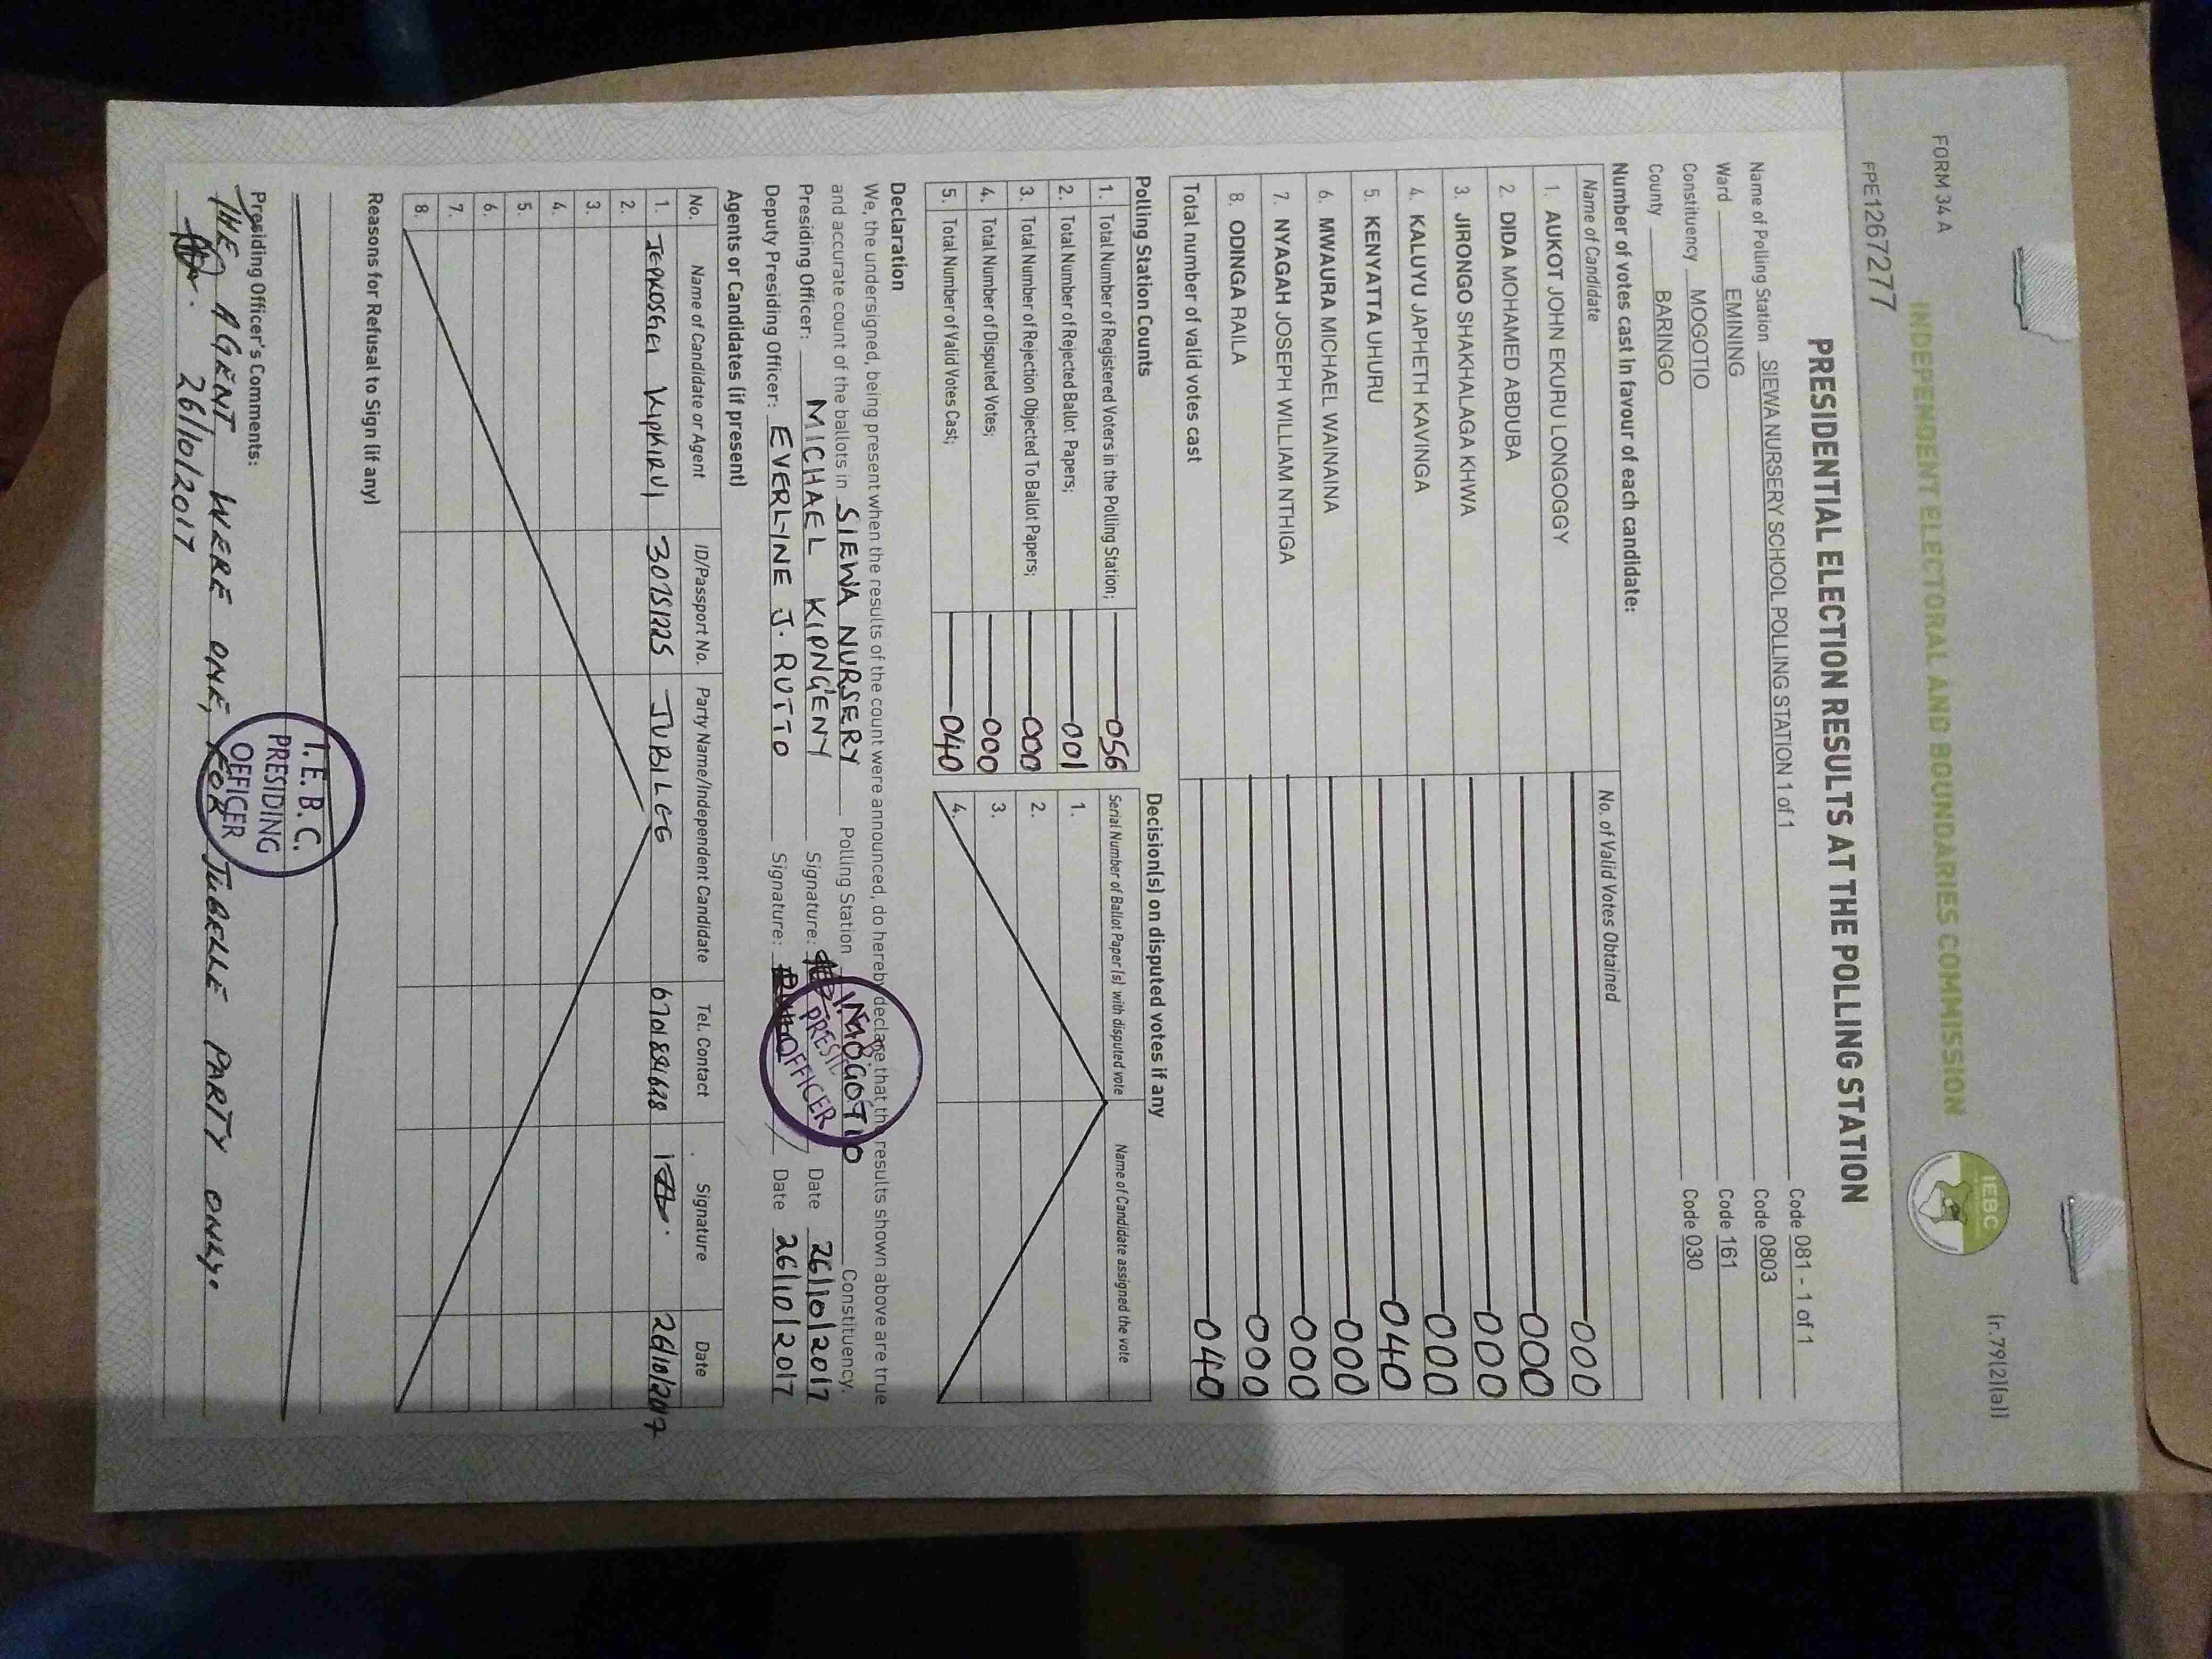 FORM 34 A
(r.79(2)(a))
INDEPENDENT ELECTORAL AND BOUNDARIES COMMISSION
IEBC
FPE1267277
PRESIDENTIAL ELECTION RESULTS AT THE POLLING STATION
Name of Polling Station SIEWA NURSERY SCHOOL POLLING STATION 1 of 1 Code 081 - 1 of 1
Ward EMINING Code 0803
Constituency MOGOTIO Code 161
County BARINGO Code 030
Number of votes cast in favour of each candidate:
Name of Candidate No. of Valid Votes Obtained
1. AUKOT JOHN EKURU LONGOGGY 000
2. DIDA MOHAMED ABDUBA 000
3. JIRONGO SHAKHALAGA KHWA 000
4. KALUYU JAPHETH KAVINGA 000
5. KENYATTA UHURU 040
6. MWAURA MICHAEL WAINAINA 000
7. NYAGAH JOSEPH WILLIAM NTHIGA 000
8. ODINGA RAILA 000
Total number of valid votes cast 040
Polling Station Counts
1. Total Number of Registered Voters in the Polling Station; 056
2. Total Number of Rejected Ballot Papers; 001
3. Total Number of Rejection Objected To Ballot Papers; 000
4. Total Number of Disputed Votes; 000
5. Total Number of Valid Votes Cast; 040
Decision(s) on disputed votes if any
Serial Number of Ballot Paper (s) with disputed vote Name of Candidate assigned the vote
1.
2.
3.
4.
Declaration
We, the undersigned, being present when the results of the count were announced, do hereby declare that the results shown above are true
and accurate count of the ballots in SIEWA NURSERY Polling Station IN MOGOTIO Constituency.
Presiding Officer: MICHAEL KIPNG'ENY Signature: Date 26/10/2017
Deputy Presiding Officer: EVERLINE J. RUTTO Signature: Date 26/10/2017
PRESID
OFFICER
Agents or Candidates (if present)
No. Name of Candidate or Agent ID/Passport No. Party Name/Independent Candidate Tel. Contact Signature Date
1. JEPKOSGEI KIPKIRUI JUBILEE 26/10/2017
2.
3.
4.
5.
6.
7.
8.
Reasons for Refusal to Sign (if any)
I.E.B.C.
PRESIDING
OFFICER
Presiding Officer's Comments:
THE AGENT WERE ONE, FOR JUBELLE PARTY ONLY.
26/10/2017